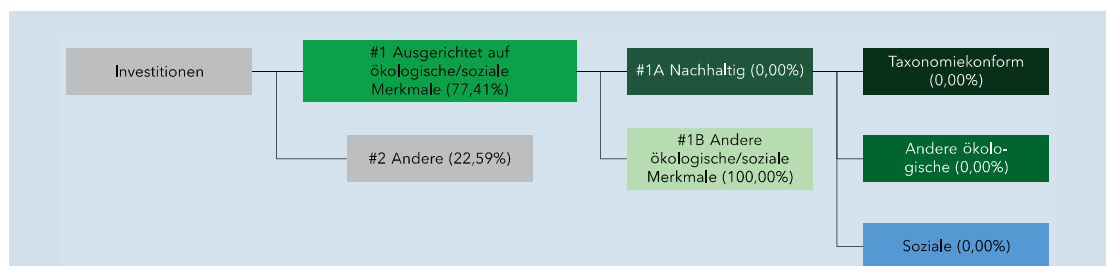 Investitionen
#1 Ausgerichtet auf
ökologische/soziale
Merkmale (77,41%)
#1A Nachhaltig (0,00%)
Taxonomiekonform
(0,00%)
#2 Andere (22,59%)
#1B Andere
ökologische/soziale
Merkmale (100,00%)
Andere ökolo-
gische (0,00%)
Soziale (0,00%)